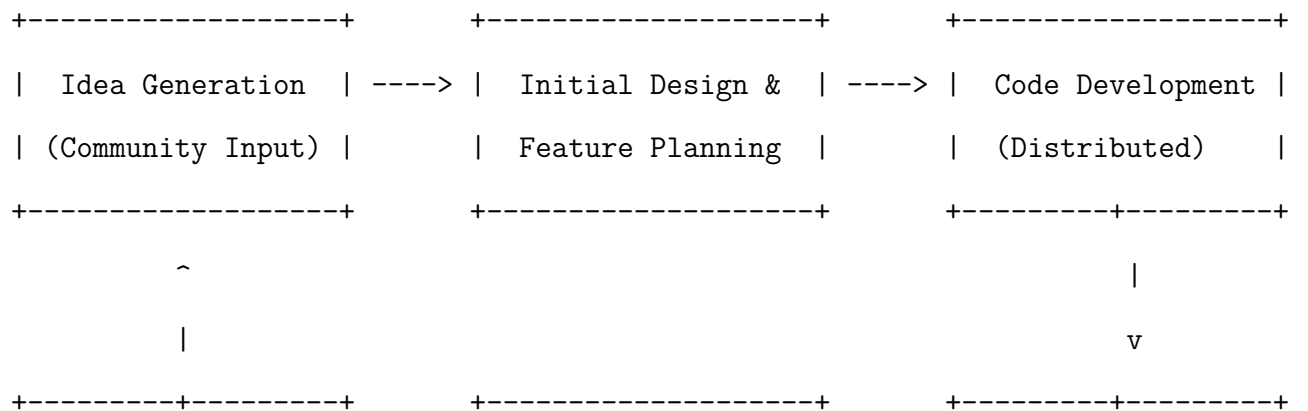 +-------------------+ +--------------------+ +-------------------+
| Idea Generation | ----> | Initial Design & | ----> | Code Development |
| (Community Input) | | Feature Planning | | (Distributed) |
+-------------------+ +--------------------+ +---------+---------+
^ |
| v
+---------+---------+ +--------------------+ +---------+---------+